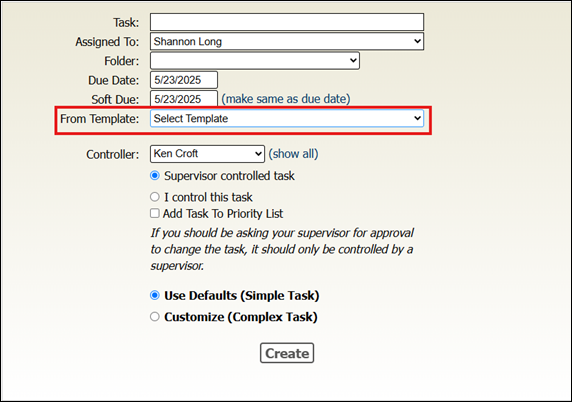 Task:
Assigned To: Shannon Long
Folder:
Due Date: 5/23/2025
Soft Due: 5/23/2025 (make same as due date)
From Template: Select Template
Controller: Ken Croft (show all)
Supervisor controlled task
I control this task
Add Task To Priority List
If you should be asking your supervisor for approval
to change the task, it should only be controlled by a
supervisor.
Use Defaults (Simple Task)
Customize (Complex Task)
Create